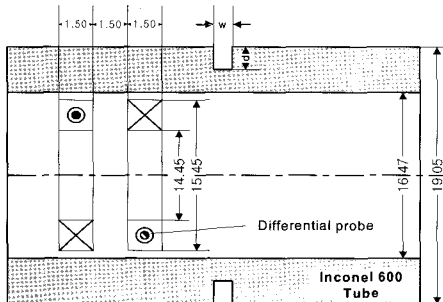 1.50 1.50 1.50
w
d
14.45
15.45
16.47
19.05
Differential probe
Inconel 600
Tube